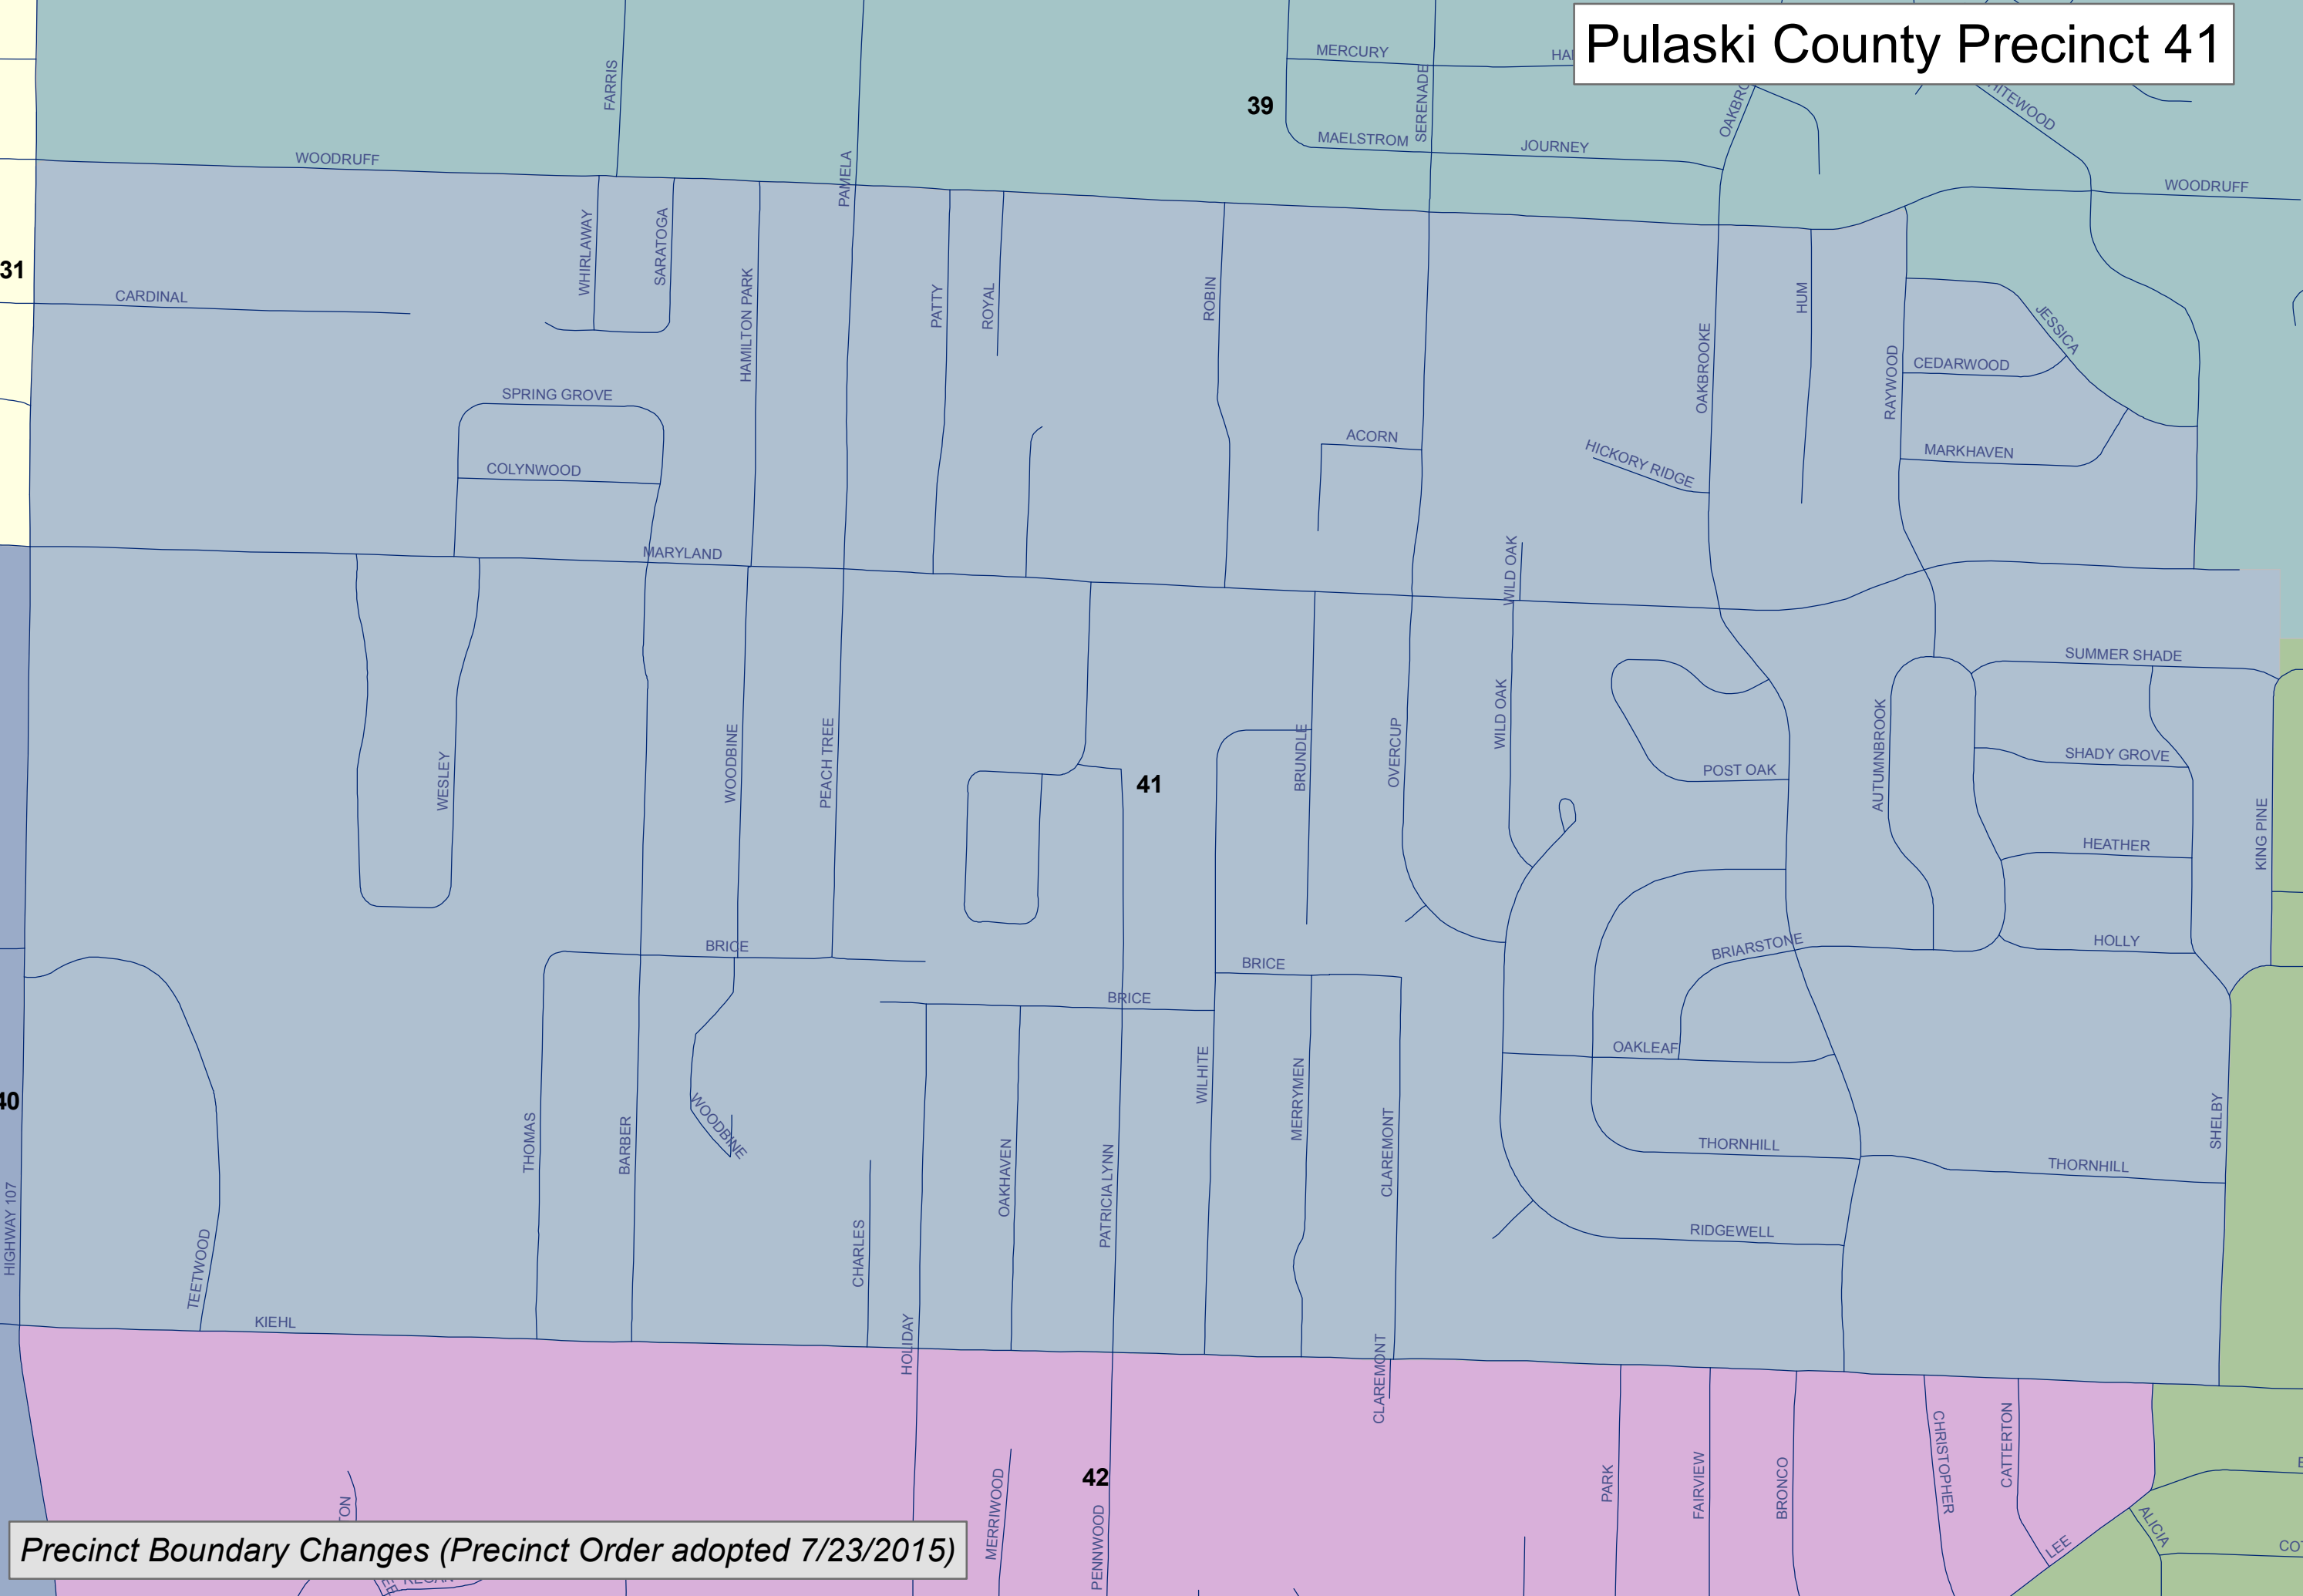 Pulaski County Precinct 41
MERCURY
SERENADE
FARRIS
39
MAELSTROM
JOURNEY
WOODRUFF
PAMELA
WOODRUFF
31
WHIRLAWAY
SARATOGA
CARDINAL
HAMILTON PARK
PATTY
ROYAL
ROBIN
OAKBROOKE
HUM
RAYWOOD
JESSICA
CEDARWOOD
SPRING GROVE
ACORN
HICKORY RIDGE
MARKHAVEN
COLYNWOOD
MARYLAND
WILD OAK
SUMMER SHADE
WESLEY
WOODBINE
PEACH TREE
41
BRUNDLE
OVERCUP
WILD OAK
POST OAK
AUTUMNBROOK
SHADY GROVE
KING PINE
HEATHER
BRICE
BRICE
BRICE
BRIARSTONE
HOLLY
OAKLEAF
40
WOODBINE
THOMAS
BARBER
WILHITE
MERRYMEN
CLAREMONT
THORNHILL
THORNHILL
SHELBY
HIGHWAY 107
TEETWOOD
CHARLES
OAKHAVEN
PATRICIA LYNN
RIDGEWELL
KIEHL
HOLIDAY
CLAREMONT
42
MERRIWOOD
PENNWOOD
PARK
FAIRVIEW
BRONCO
CHRISTOPHER
CATTERTON
LEE
ALICIA
Precinct Boundary Changes (Precinct Order adopted 7/23/2015)